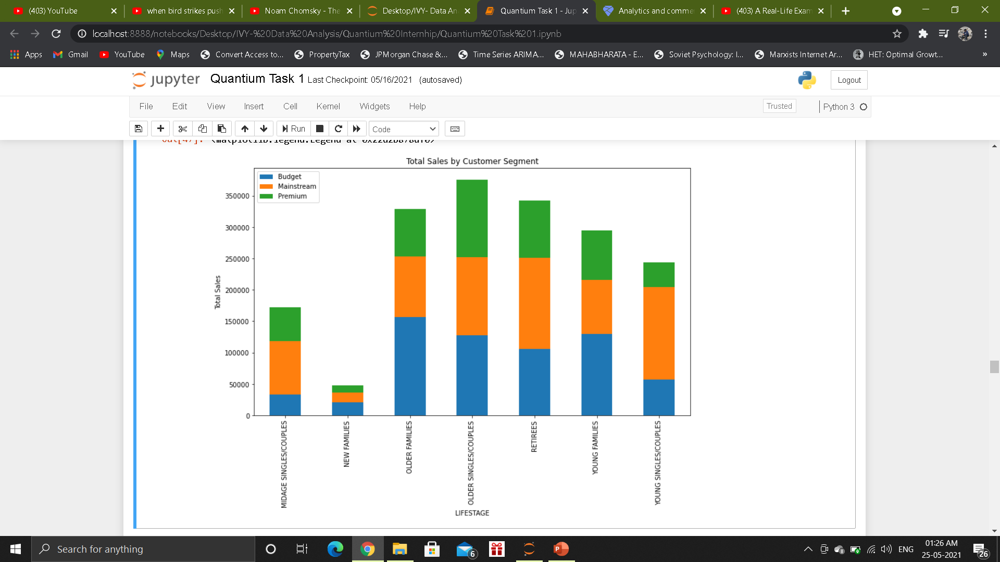 (403) YouTube
when bird strikes push
Noam Chomsky - The
Desktop/IVY- Data An
Quantium Task 1 - Jup
Analytics and comme
(403) A Real-Life Exam
localhost:8888/notebooks/Desktop/IVY-%20Data%20Analysis/Quantium%20Internhip/Quantium%20Task%201.ipynb
Apps
Gmail
YouTube
Maps
Convert Access to...
PropertyTax
JPMorgan Chase &...
Time Series ARIMA...
MAHABHARATA - E...
Soviet Psychology: I...
Marxists Internet Ar...
HET: Optimal Growt...
»
jupyter
Quantium Task 1 Last Checkpoint: 05/16/2021 (autosaved)
Logout
File Edit View Insert Cell Kernel Widgets Help
Trusted
Python 3
Run
Code
Out[47]: <matplotlib.legend.Legend at 0x22d2b878df0>
Total Sales by Customer Segment
Budget
Mainstream
Premium
350000
300000
250000
200000
150000
100000
50000
0
Total Sales
MIDAGE SINGLES/COUPLES
NEW FAMILIES
OLDER FAMILIES
OLDER SINGLES/COUPLES
RETIREES
YOUNG FAMILIES
YOUNG SINGLES/COUPLES
LIFESTAGE
Search for anything
6
P
ENG
01:26 AM
25-05-2021
26